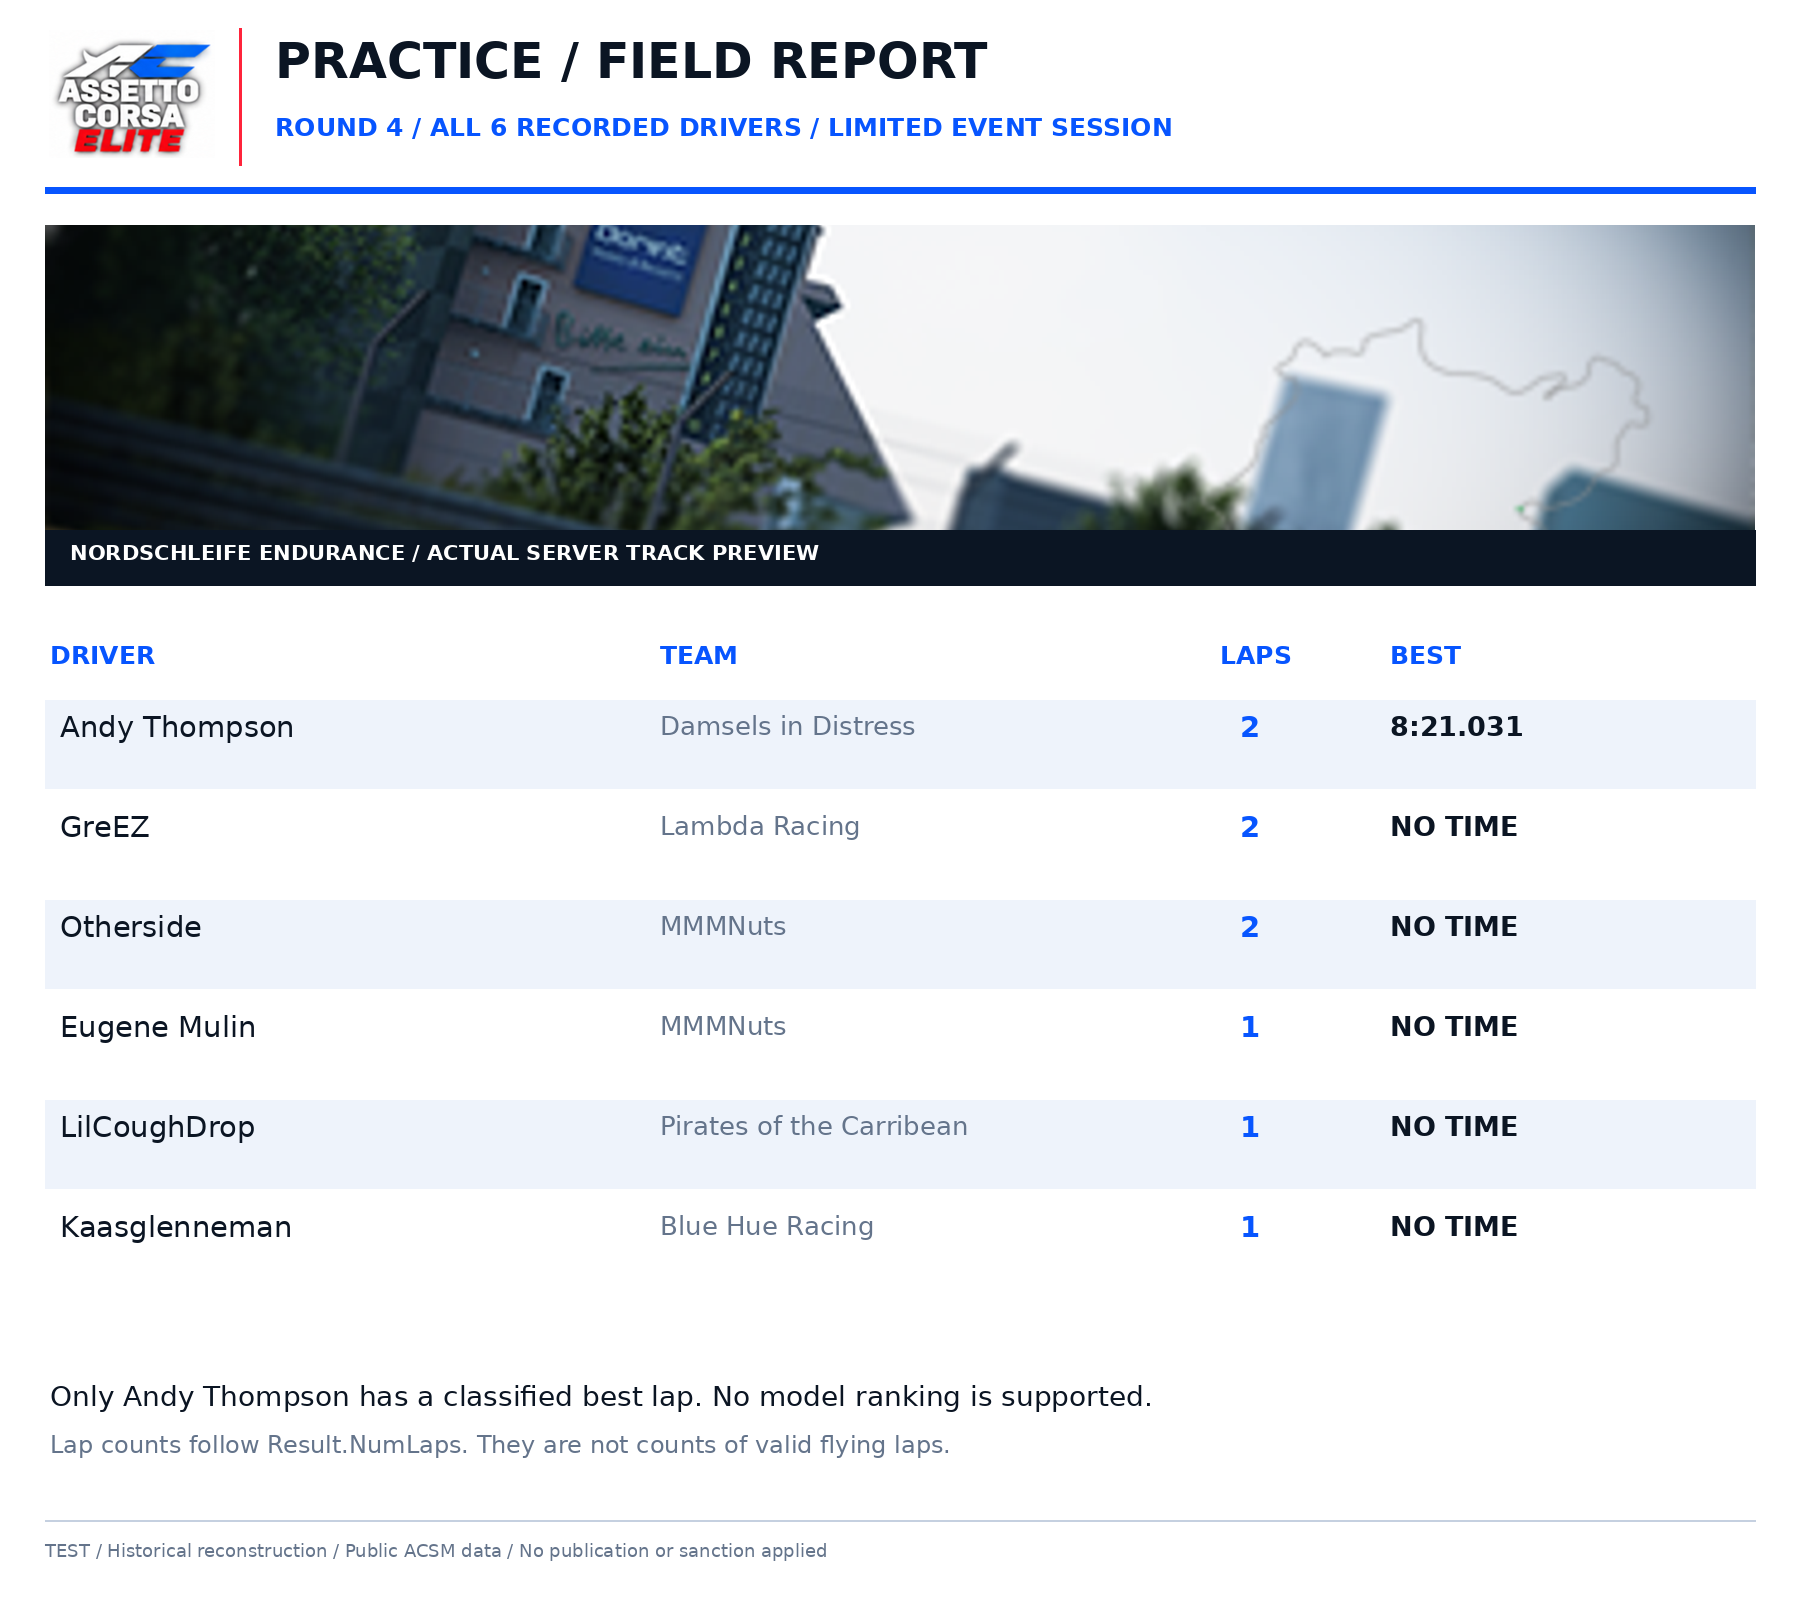 ASSETTO
CORSA
ELITE
PRACTICE / FIELD REPORT
ROUND 4 / ALL 6 RECORDED DRIVERS / LIMITED EVENT SESSION
Dorint
Bitte ein
NORDSCHLEIFE ENDURANCE / ACTUAL SERVER TRACK PREVIEW
DRIVER TEAM LAPS BEST
Andy Thompson Damsels in Distress 2 8:21.031
GreEZ Lambda Racing 2 NO TIME
Otherside MMMNuts 2 NO TIME
Eugene Mulin MMMNuts 1 NO TIME
LilCoughDrop Pirates of the Carribean 1 NO TIME
Kaasglenneman Blue Hue Racing 1 NO TIME
Only Andy Thompson has a classified best lap. No model ranking is supported.
Lap counts follow Result.NumLaps. They are not counts of valid flying laps.
TEST / Historical reconstruction / Public ACSM data / No publication or sanction applied